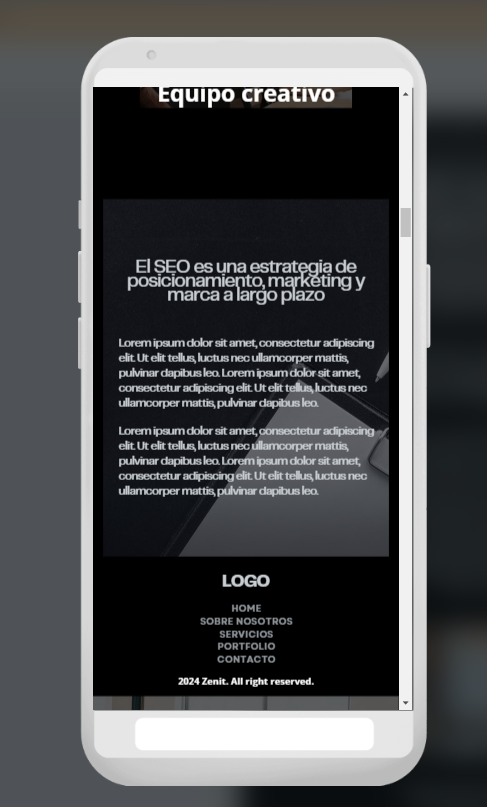 Equipo creativo
El SEO es una estrategia de
posicionamiento, marketing y
marca a largo plazo
Lorem ipsum dolor sit amet, consectetur adipiscing
elit. Ut elit tellus, luctus nec ullamcorper mattis,
pulvinar dapibus leo. Lorem ipsum dolor sit amet,
consectetur adipiscing elit. Ut elit tellus, luctus nec
ullamcorper mattis, pulvinar dapibus leo.
Lorem ipsum dolor sit amet, consectetur adipiscing
elit. Ut elit tellus, luctus nec ullamcorper mattis,
pulvinar dapibus leo. Lorem ipsum dolor sit amet,
consectetur adipiscing elit. Ut elit tellus, luctus nec
ullamcorper mattis, pulvinar dapibus leo.
LOGO
HOME
SOBRE NOSOTROS
SERVICIOS
PORTFOLIO
CONTACTO
2024 Zenit. All right reserved.